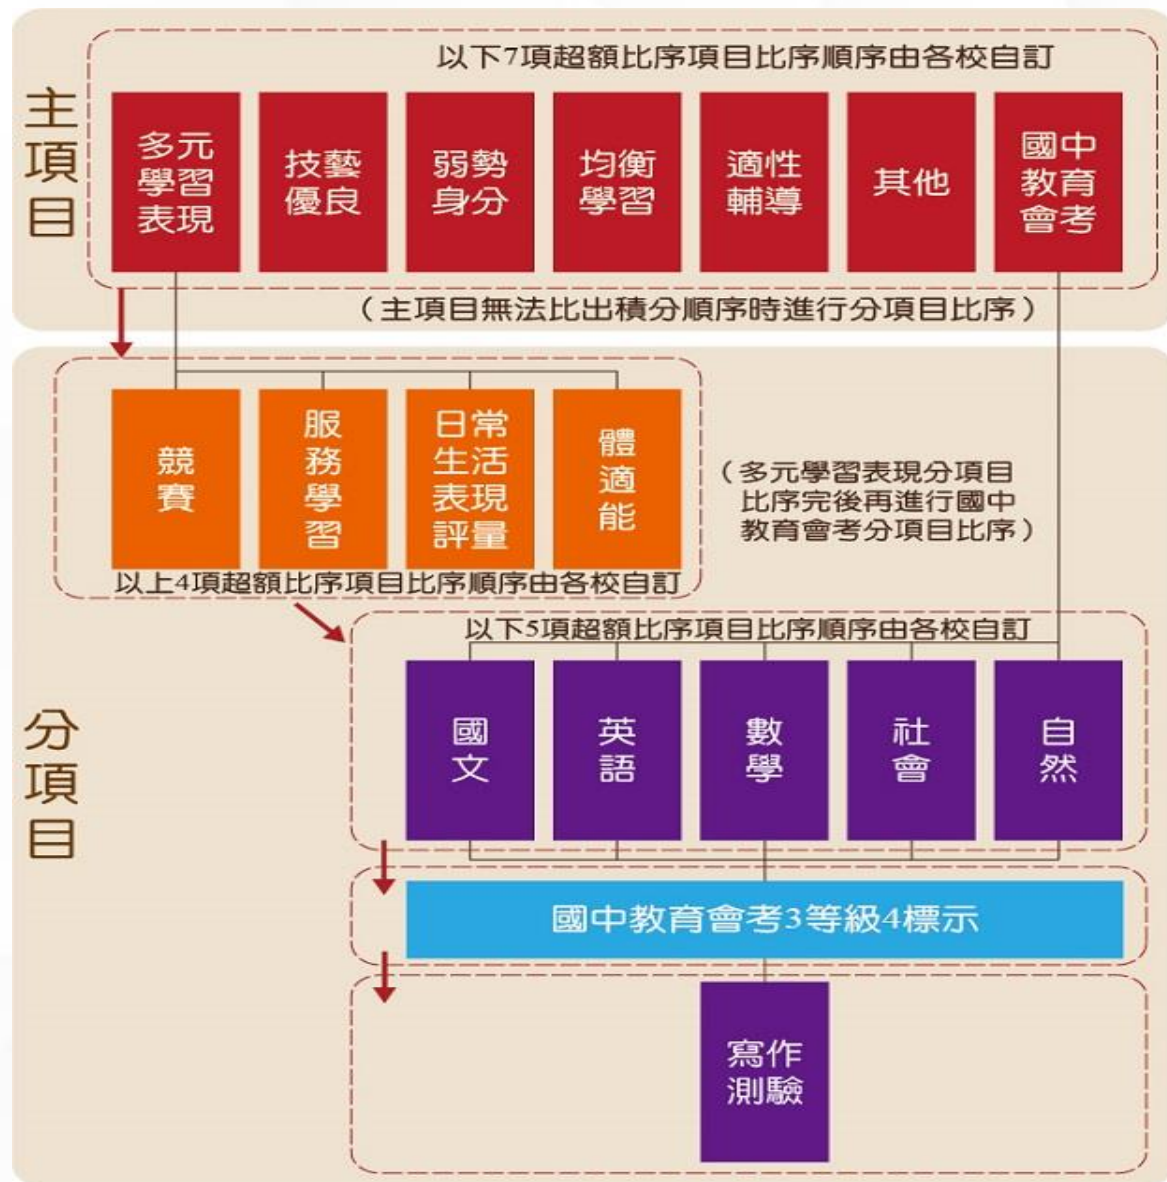 主項目
以下7項超額比序項目比序順序由各校自訂
多元
學習
表現
技藝
優良
弱勢
身分
均衡
學習
適性
輔導
其他
國中
教育
會考
（主項目無法比出積分順序時進行分項目比序）
分項目
競賽
服務學習
日常
生活
表現
評量
體適能
以上4項超額比序項目比序順序由各校自訂
（多元學習表現分項目
比序完後再進行國中
教育會考分項目比序）
以下5項超額比序項目比序順序由各校自訂
國文
英語
數學
社會
自然
國中教育會考3等級4標示
寫作
測驗